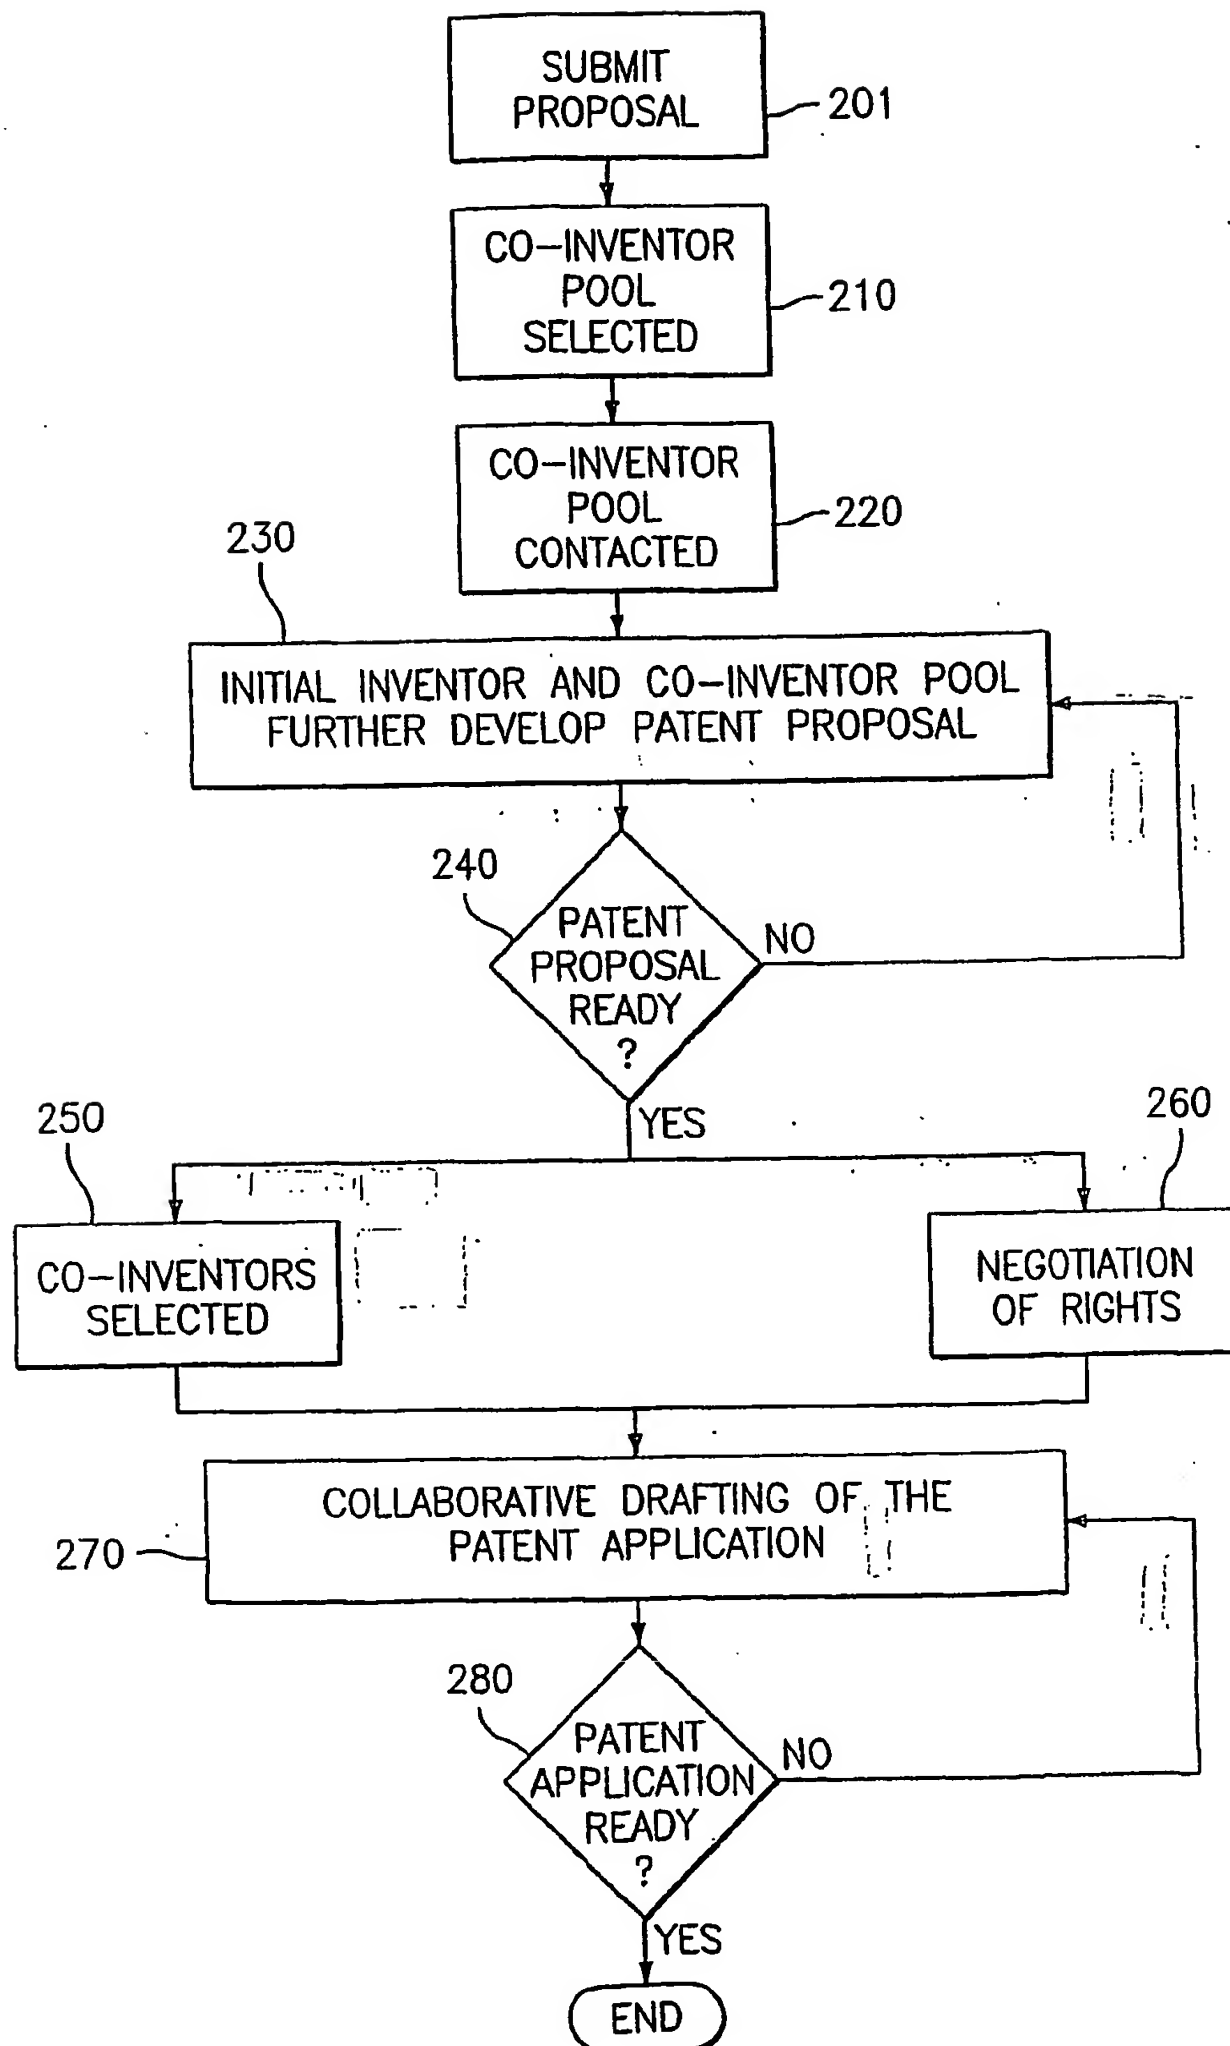 SUBMIT
PROPOSAL
201
CO-INVENTOR
POOL
SELECTED
210
CO-INVENTOR
POOL
CONTACTED
220
230
INITIAL INVENTOR AND CO-INVENTOR POOL
FURTHER DEVELOP PATENT PROPOSAL
240
PATENT
PROPOSAL
READY
?
NO
YES
250
CO-INVENTORS
SELECTED
260
NEGOTIATION
OF RIGHTS
COLLABORATIVE DRAFTING OF THE
PATENT APPLICATION
270
280
PATENT
APPLICATION
READY
?
NO
YES
END